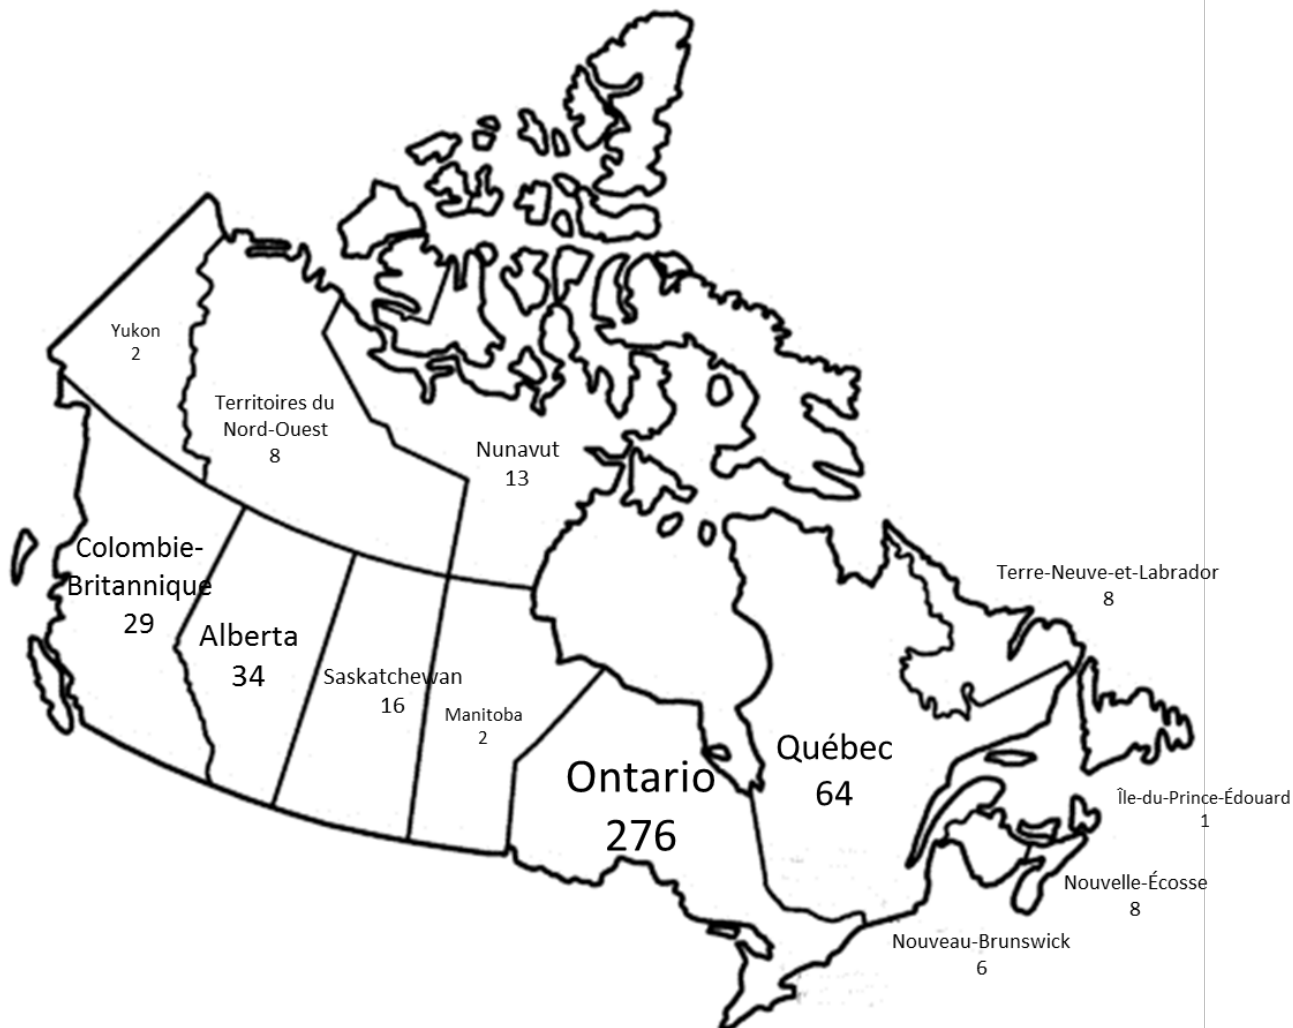 Yukon
2
Territoires du
Nord-Ouest
8
Nunavut
13
Colombie-
Britannique
29
Alberta
34
Saskatchewan
16
Manitoba
2
Ontario
276
Québec
64
Terre-Neuve-et-Labrador
8
Île-du-Prince-Édouard
1
Nouvelle-Écosse
8
Nouveau-Brunswick
6